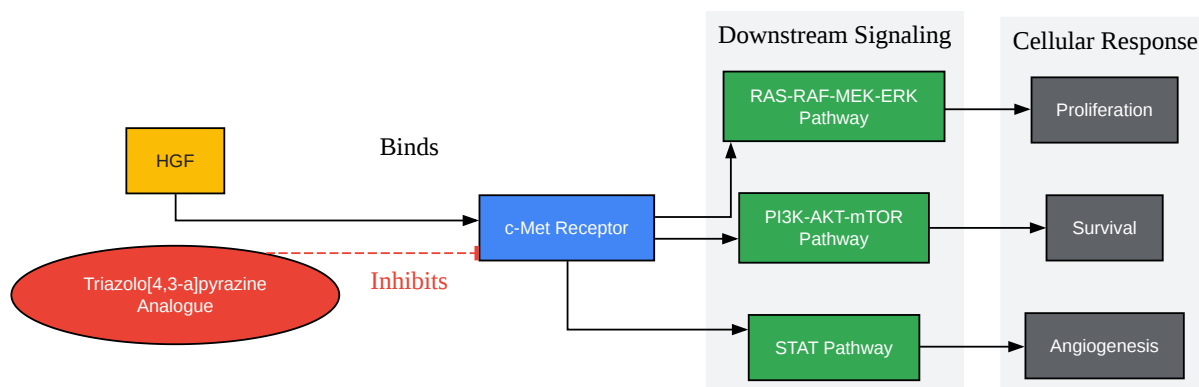 Downstream Signaling
Cellular Response
RAS-RAF-MEK-ERK
Pathway
Proliferation
HGF
Binds
c-Met Receptor
PI3K-AKT-mTOR
Pathway
Survival
Triazolo[4,3-a]pyrazine
Analogue
Inhibits
STAT Pathway
Angiogenesis